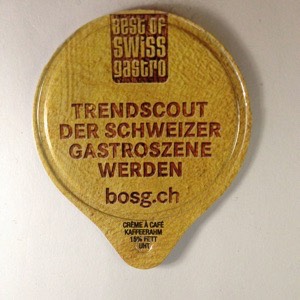 BEST OF
SWISS
GASTRO
TRENDSCOUT
DER SCHWEIZER
GASTROSZENE
WERDEN
bosg.ch
CRÈME À CAFÉ
KAFFEERAHM
15% FETT
UHT